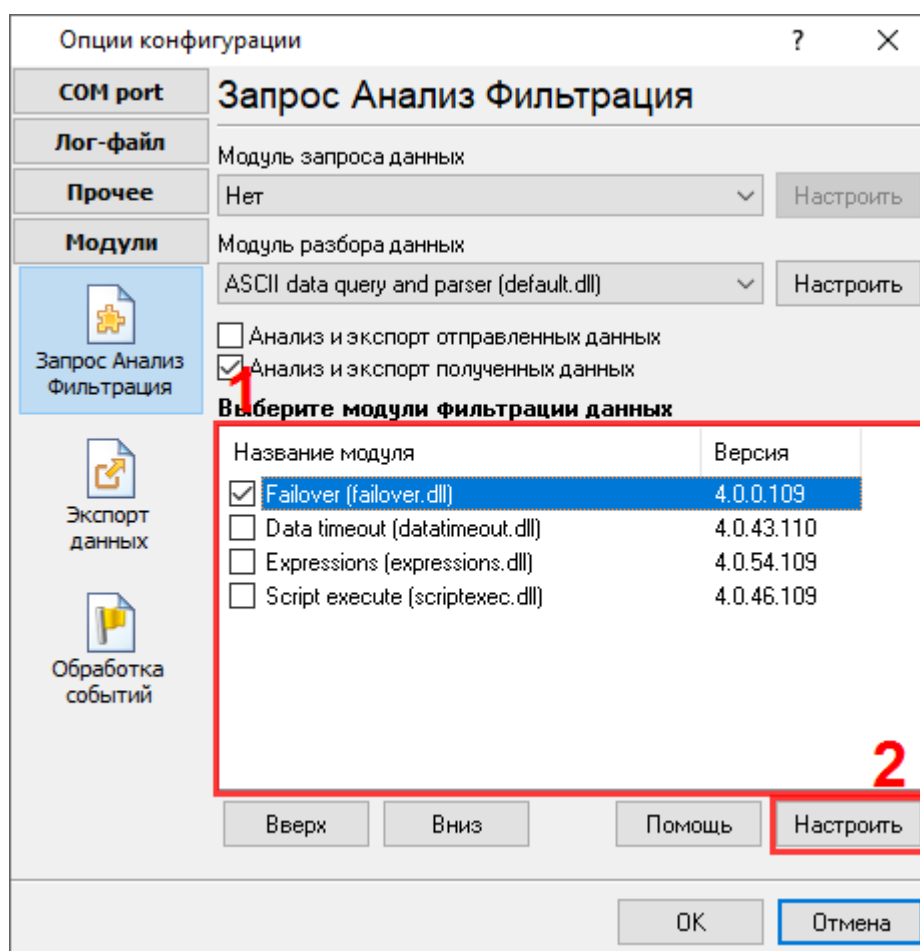 Опции конфигурации
?
COM port
Лог-файл
Прочее
Модули
Запрос Анализ
Фильтрация
Экспорт
данных
Обработка
событий
Запрос Анализ Фильтрация
Модуль запроса данных
Нет
Настроить
Модуль разбора данных
ASCII data query and parser (default.dll)
Настроить
Анализ и экспорт отправленных данных
Анализ и экспорт полученных данных
1
Выберите модули фильтрации данных
Название модуля Версия
Failover (failover.dll) 4.0.0.109
Data timeout (datatimeout.dll) 4.0.43.110
Expressions (expressions.dll) 4.0.54.109
Script execute (scriptexec.dll) 4.0.46.109
2
Вверх Вниз Помощь Настроить
OK Отмена